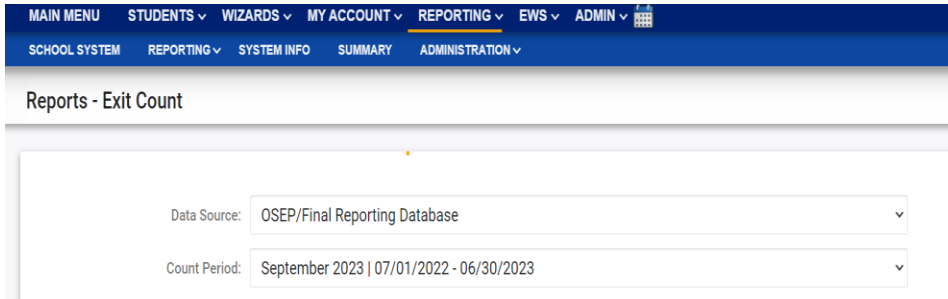 MAIN MENU STUDENTS WIZARDS MY ACCOUNT REPORTING EWS ADMIN
SCHOOL SYSTEM REPORTING SYSTEM INFO SUMMARY ADMINISTRATION
Reports - Exit Count
Data Source: OSEP/Final Reporting Database
Count Period: September 2023 | 07/01/2022 - 06/30/2023